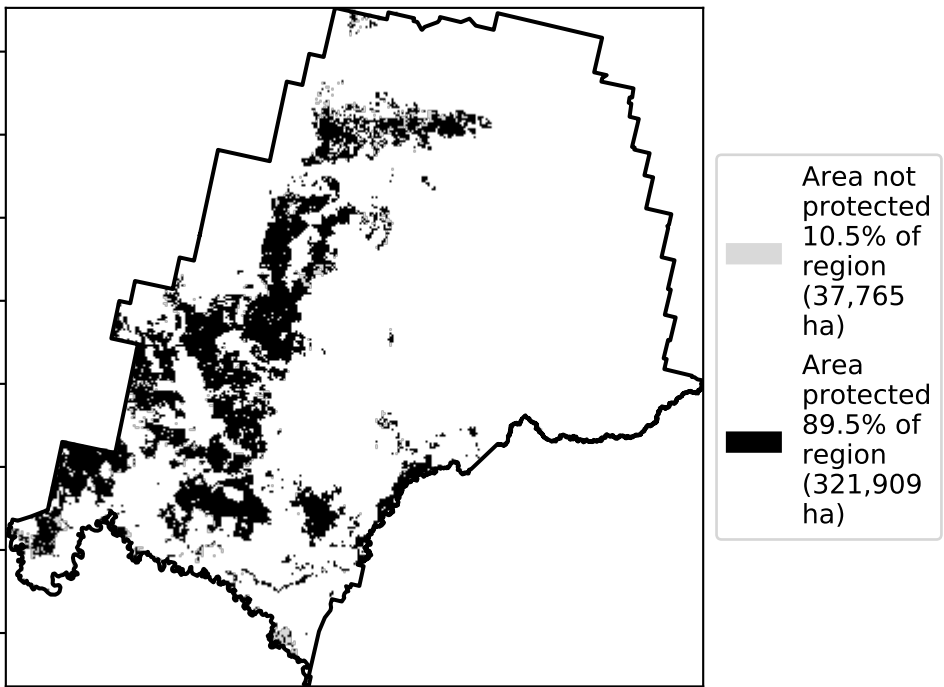 Area not
protected
10.5% of
region
(37,765
ha)
Area
protected
89.5% of
region
(321,909
ha)